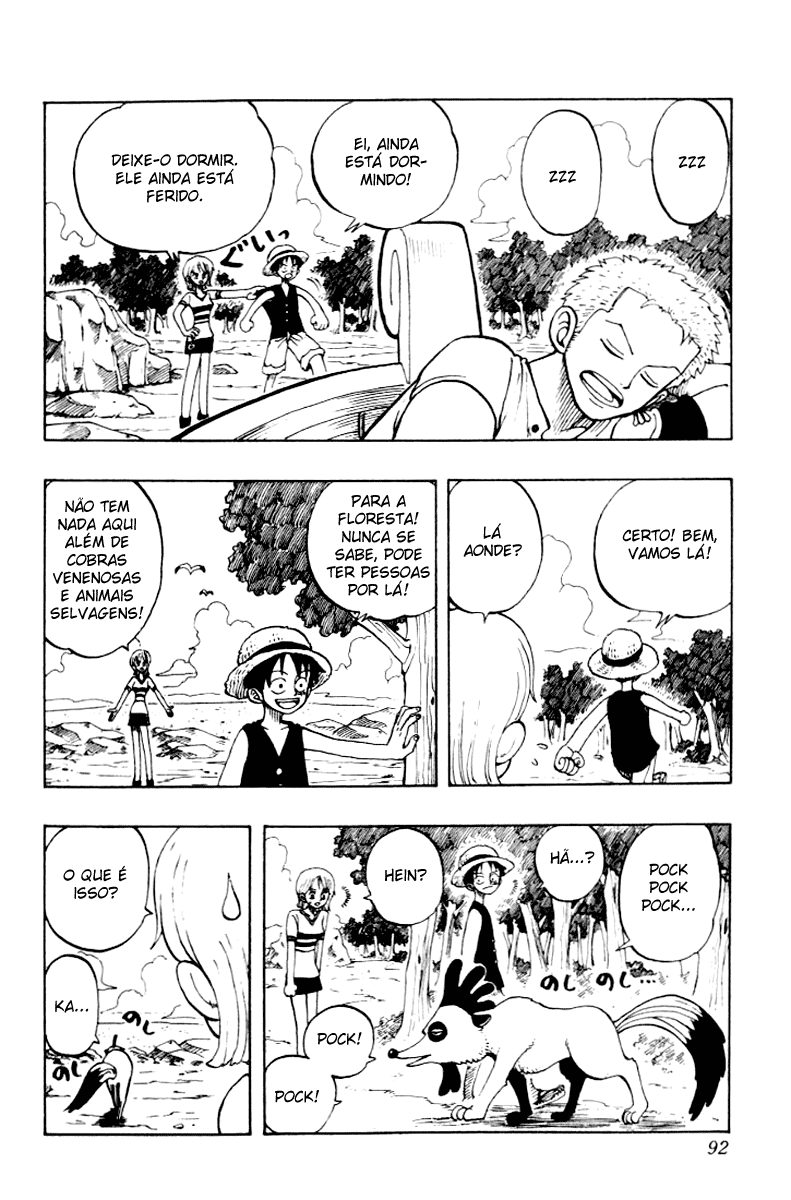 ZZZ
ZZZ
EI, AINDA
ESTÁ DOR-
MINDO!
DEIXE-O DORMIR.
ELE AINDA ESTÁ
FERIDO.
ぐいっ
CERTO! BEM,
VAMOS LÁ!
LÁ
AONDE?
PARA A
FLORESTA!
NUNCA SE
SABE, PODE
TER PESSOAS
POR LÁ!
NÃO TEM
NADA AQUI
ALÉM DE
COBRAS
VENENOSAS
E ANIMAIS
SELVAGENS!
POCK
POCK
POCK...
HÃ...?
HEIN?
のし
のし...
POCK!
POCK!
O QUE É
ISSO?
KA...
のし
のし
92